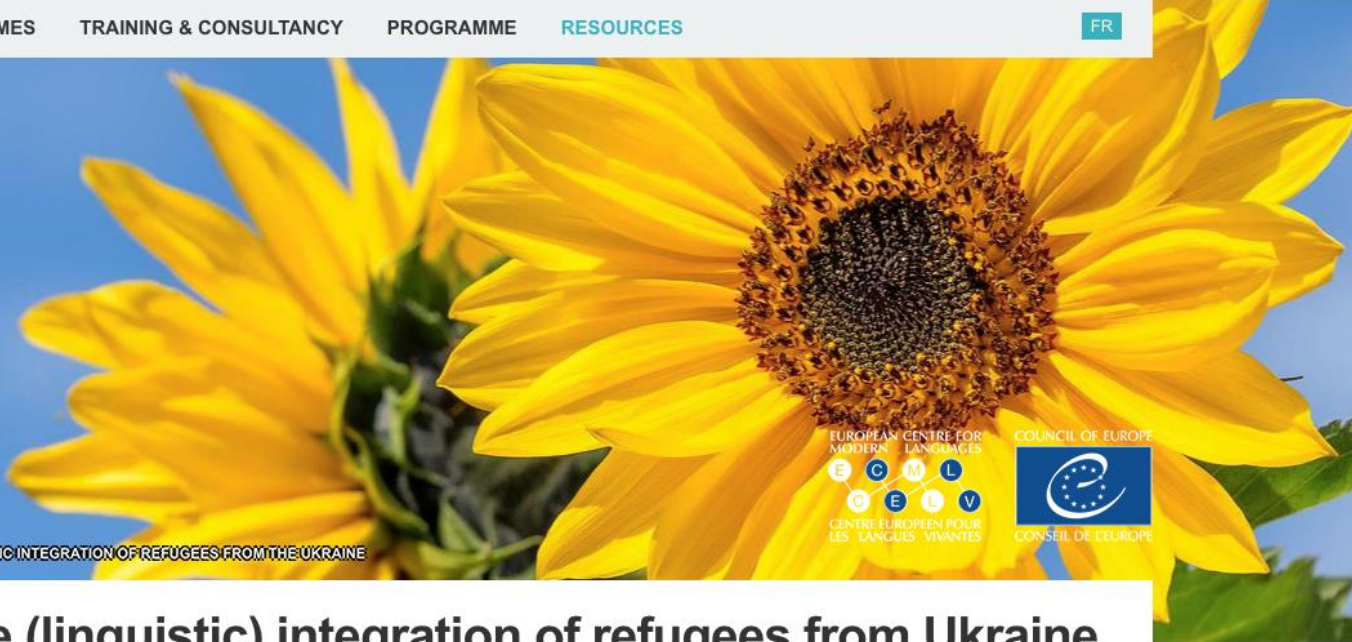 MES TRAINING & CONSULTANCY PROGRAMME RESOURCES FR
EUROPEAN CENTRE FOR
MODERN LANGUAGES
E C M L
C E L V
CENTRE EUROPEEN POUR
LES LANGUES VIVANTES
COUNCIL OF EUROPE
CONSEIL DE L'EUROPE
IC INTEGRATION OF REFUGEES FROM THE UKRAINE
e (linguistic) integration of refugees from Ukraine